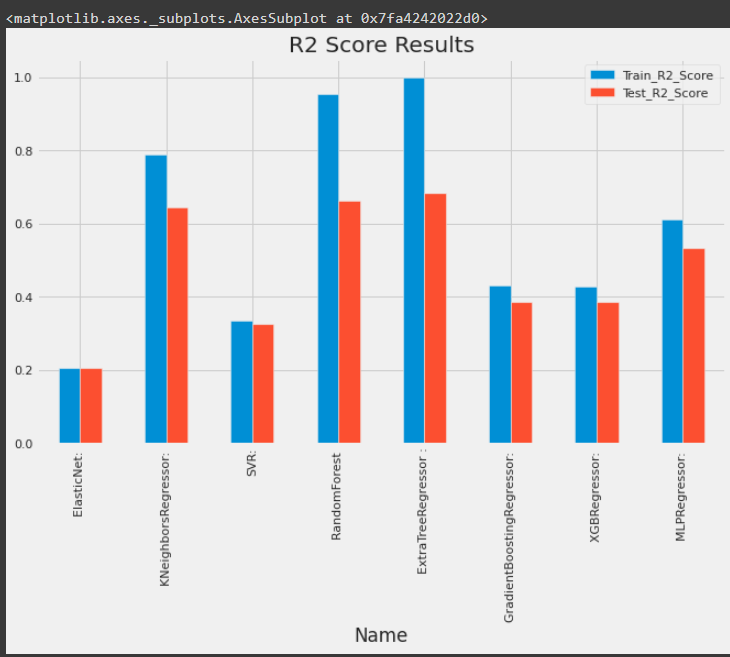 <matplotlib.axes._subplots.AxesSubplot at 0x7fa4242022d0>
R2 Score Results
Train_R2_Score
Test_R2_Score
1.0
0.8
0.6
0.4
0.2
0.0
ElasticNet:
KNeighborsRegressor:
SVR:
RandomForest
ExtraTreeRegressor :
GradientBoostingRegressor:
XGBRegressor:
MLPRegressor:
Name